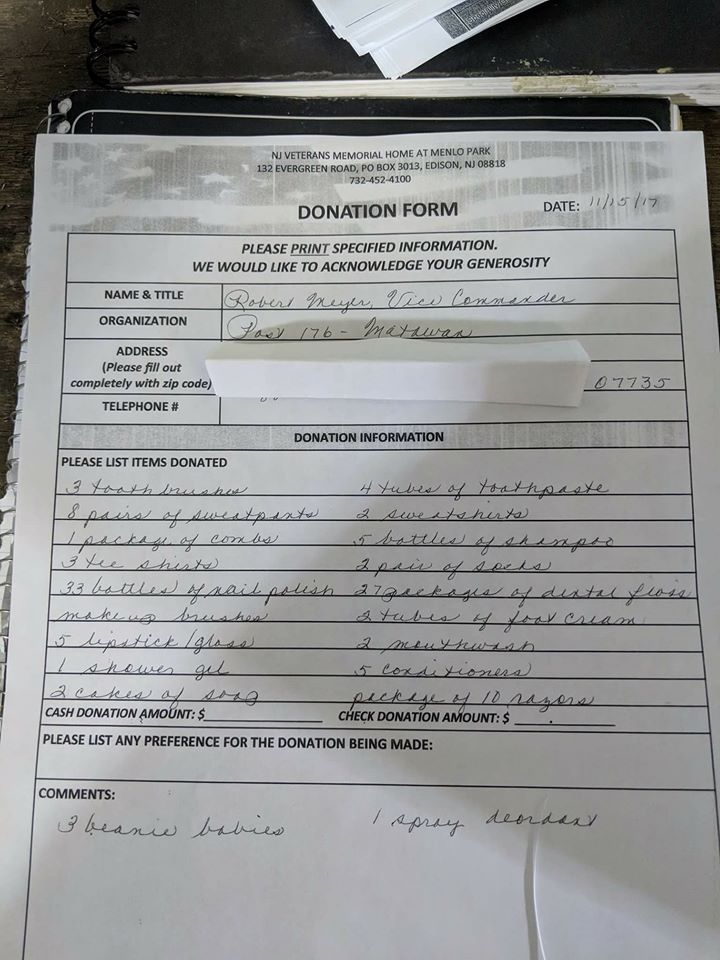 NJ VETERANS MEMORIAL HOME AT MENLO PARK
132 EVERGREEN ROAD, PO BOX 3013, EDISON, NJ 08818
732-452-4100
DONATION FORM DATE: 11/15/17
PLEASE PRINT SPECIFIED INFORMATION.
WE WOULD LIKE TO ACKNOWLEDGE YOUR GENEROSITY
NAME & TITLE Robert Meyer, Vice Commander
ORGANIZATION Post 176 - Matawan
ADDRESS
(Please fill out
completely with zip code) 07735
TELEPHONE #
DONATION INFORMATION
PLEASE LIST ITEMS DONATED
3 toothbrushes 4 tubes of toothpaste
8 pairs of sweatpants 2 sweatshirts
1 package of combs 5 bottles of shampoo
3 tee shirts 2 pair of socks
33 bottles of nail polish 27 packages of dental floss
makeup brushes 2 tubes of foot cream
5 lipstick/gloss 2 mouthwash
1 shower gel 5 conditioners
2 cakes of soap package of 10 razors
CASH DONATION AMOUNT: $ CHECK DONATION AMOUNT: $ .
PLEASE LIST ANY PREFERENCE FOR THE DONATION BEING MADE:
COMMENTS:
3 beanie babies 1 spray deordant